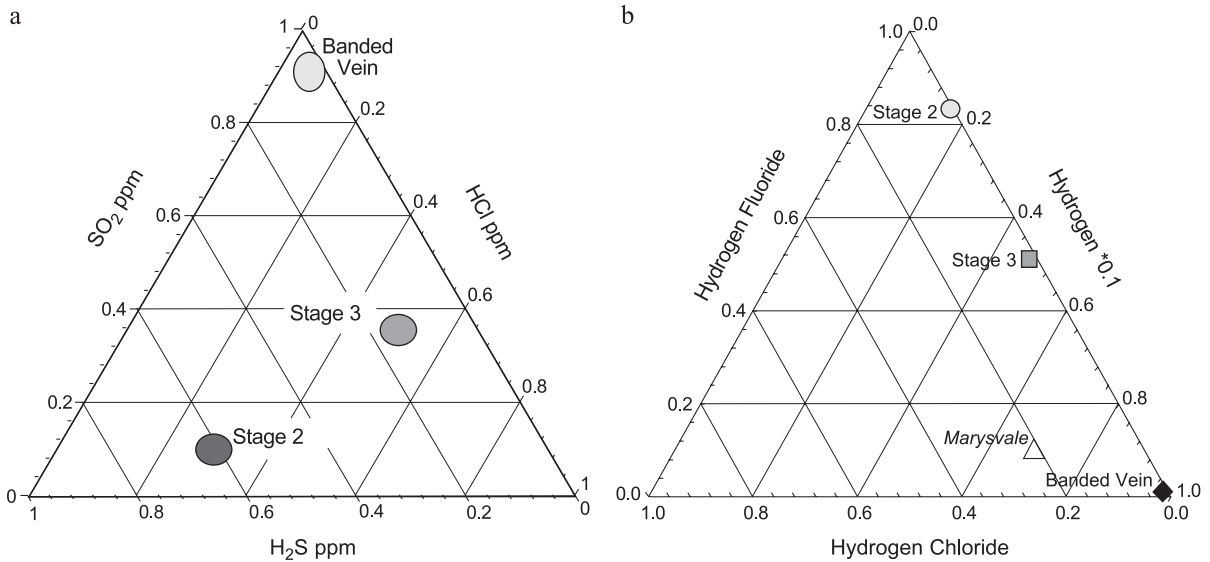 a
1
0
Banded
Vein
0.8
0.2
SO2 ppm
HCl ppm
0.6
0.4
Stage 3
0.4
0.6
0.2
0.8
Stage 2
0
1
1
0.8
0.6
0.4
0.2
0
H2S ppm
b
1.0
0.0
Stage 2
0.8
0.2
Hydrogen Fluoride
Hydrogen *0.1
0.6
0.4
Stage 3
0.4
0.6
0.2
0.8
Marysvale
Banded Vein
0.0
1.0
1.0
0.8
0.6
0.4
0.2
0.0
Hydrogen Chloride